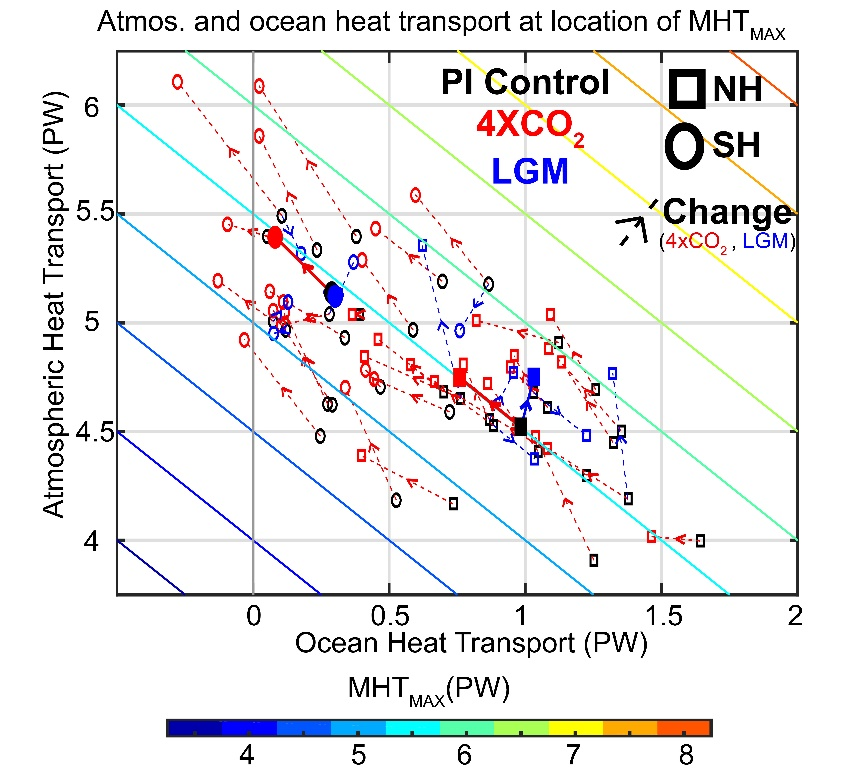 Atmos. and ocean heat transport at location of MHT_MAX
PI Control
4XCO₂
LGM
NH
SH
Change
(4xCO₂, LGM)
Atmospheric Heat Transport (PW)
6
5.5
5
4.5
4
0 0.5 1 1.5 2
Ocean Heat Transport (PW)
MHT_MAX(PW)
4 5 6 7 8